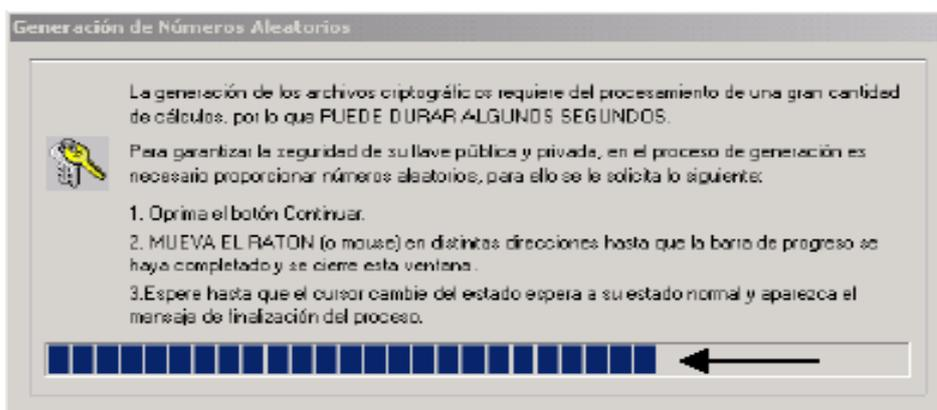 Generación de Números Aleatorios
La generación de los archivos criptográficos requiere del procesamiento de una gran cantidad
de cálculos, por lo que PUEDE DURAR ALGUNOS SEGUNDOS.
Para garantizar la seguridad de su llave pública y privada, en el proceso de generación es
necesario proporcionar números aleatorios, para ello se le solicita lo siguiente:
1. Oprima el botón Continuar.
2. MUEVA EL RATON (o mouse) en distintas direcciones hasta que la barra de progreso se
haya completado y se cierre esta ventana.
3.Espere hasta que el cursor cambie del estado espera a su estado normal y aparezca el
mensaje de finalización del proceso.